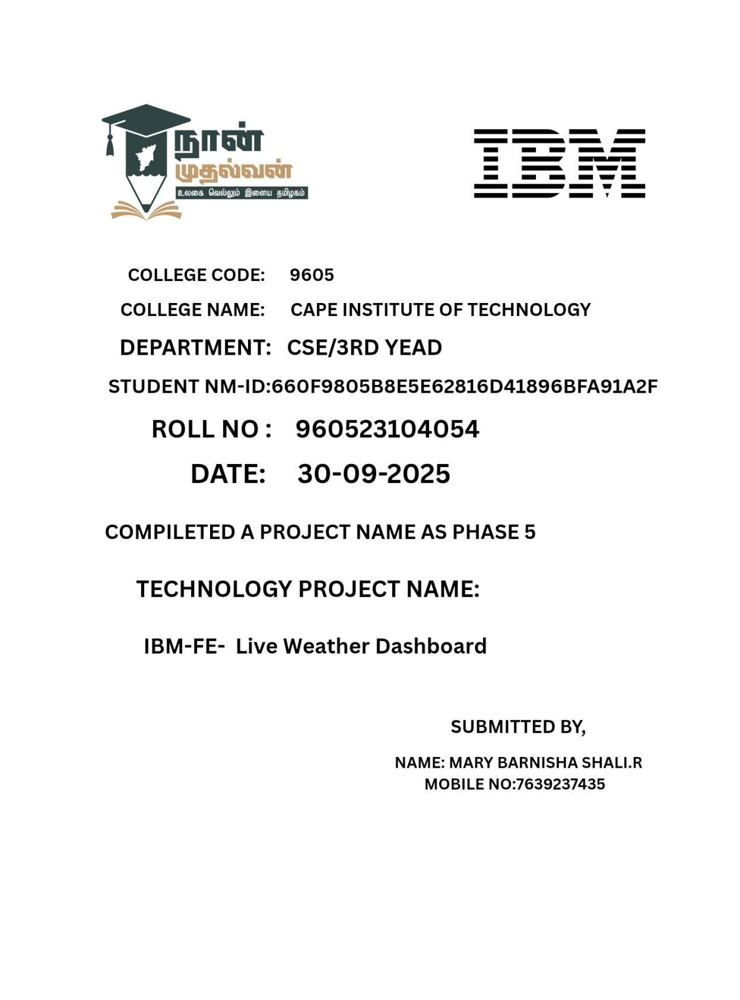 நான்
முதல்வன்
உலகை வெல்லும் இளைய தமிழகம்
IBM
COLLEGE CODE: 9605
COLLEGE NAME: CAPE INSTITUTE OF TECHNOLOGY
DEPARTMENT: CSE/3RD YEAD
STUDENT NM-ID:660F9805B8E5E62816D41896BFA91A2F
ROLL NO : 960523104054
DATE: 30-09-2025
COMPILETED A PROJECT NAME AS PHASE 5
TECHNOLOGY PROJECT NAME:
IBM-FE- Live Weather Dashboard
SUBMITTED BY,
NAME: MARY BARNISHA SHALI.R
MOBILE NO:7639237435